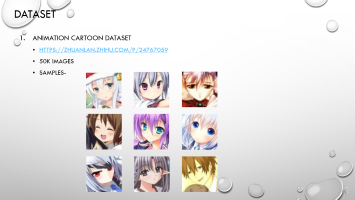 DATASET
1. ANIMATION CARTOON DATASET
• HTTPS://ZHUANLAN.ZHIHU.COM/P/24767059
• 50K IMAGES
• SAMPLES-